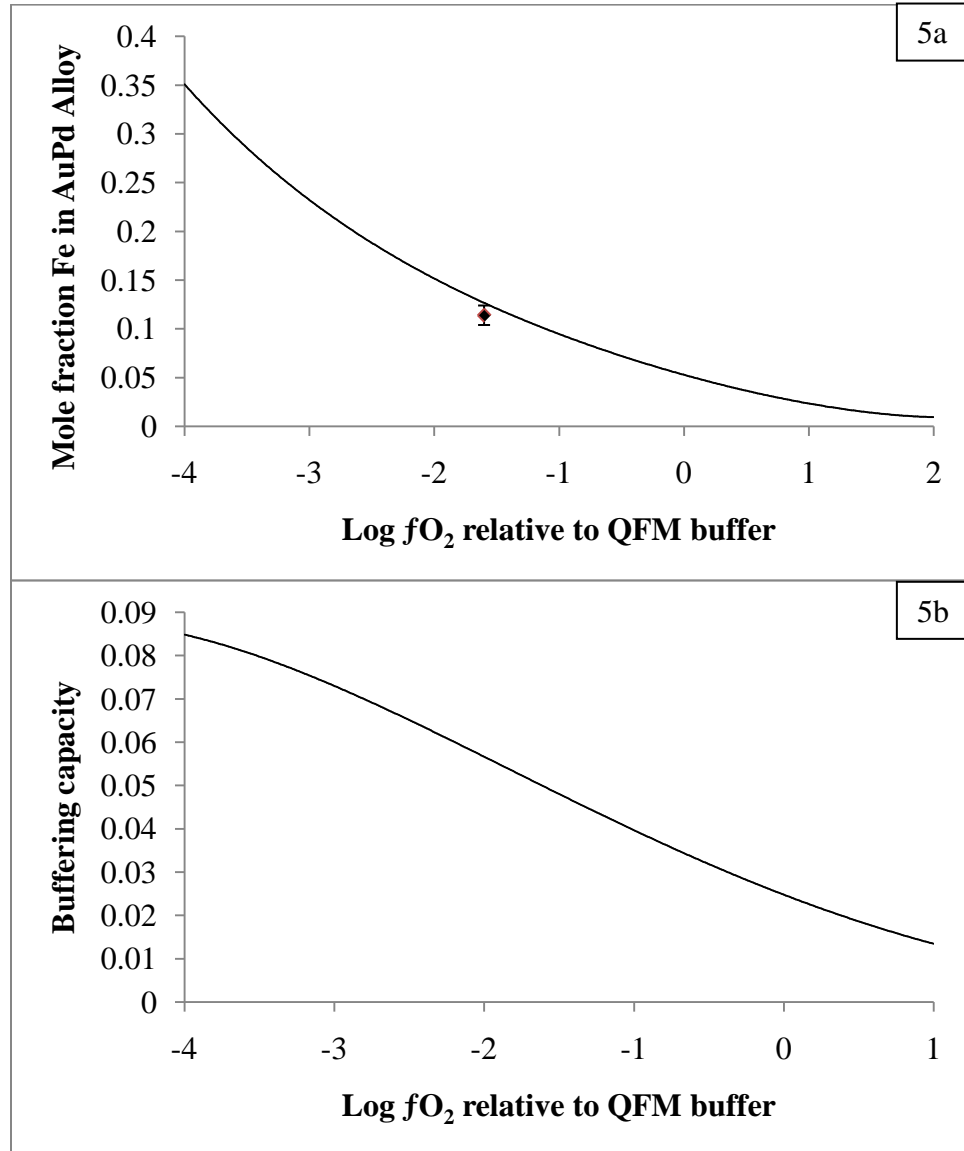 5a
Mole fraction Fe in AuPd Alloy
0.4
0.35
0.3
0.25
0.2
0.15
0.1
0.05
0
-4 -3 -2 -1 0 1 2
Log ƒO₂ relative to QFM buffer
5b
Buffering capacity
0.09
0.08
0.07
0.06
0.05
0.04
0.03
0.02
0.01
0
-4 -3 -2 -1 0 1
Log ƒO₂ relative to QFM buffer